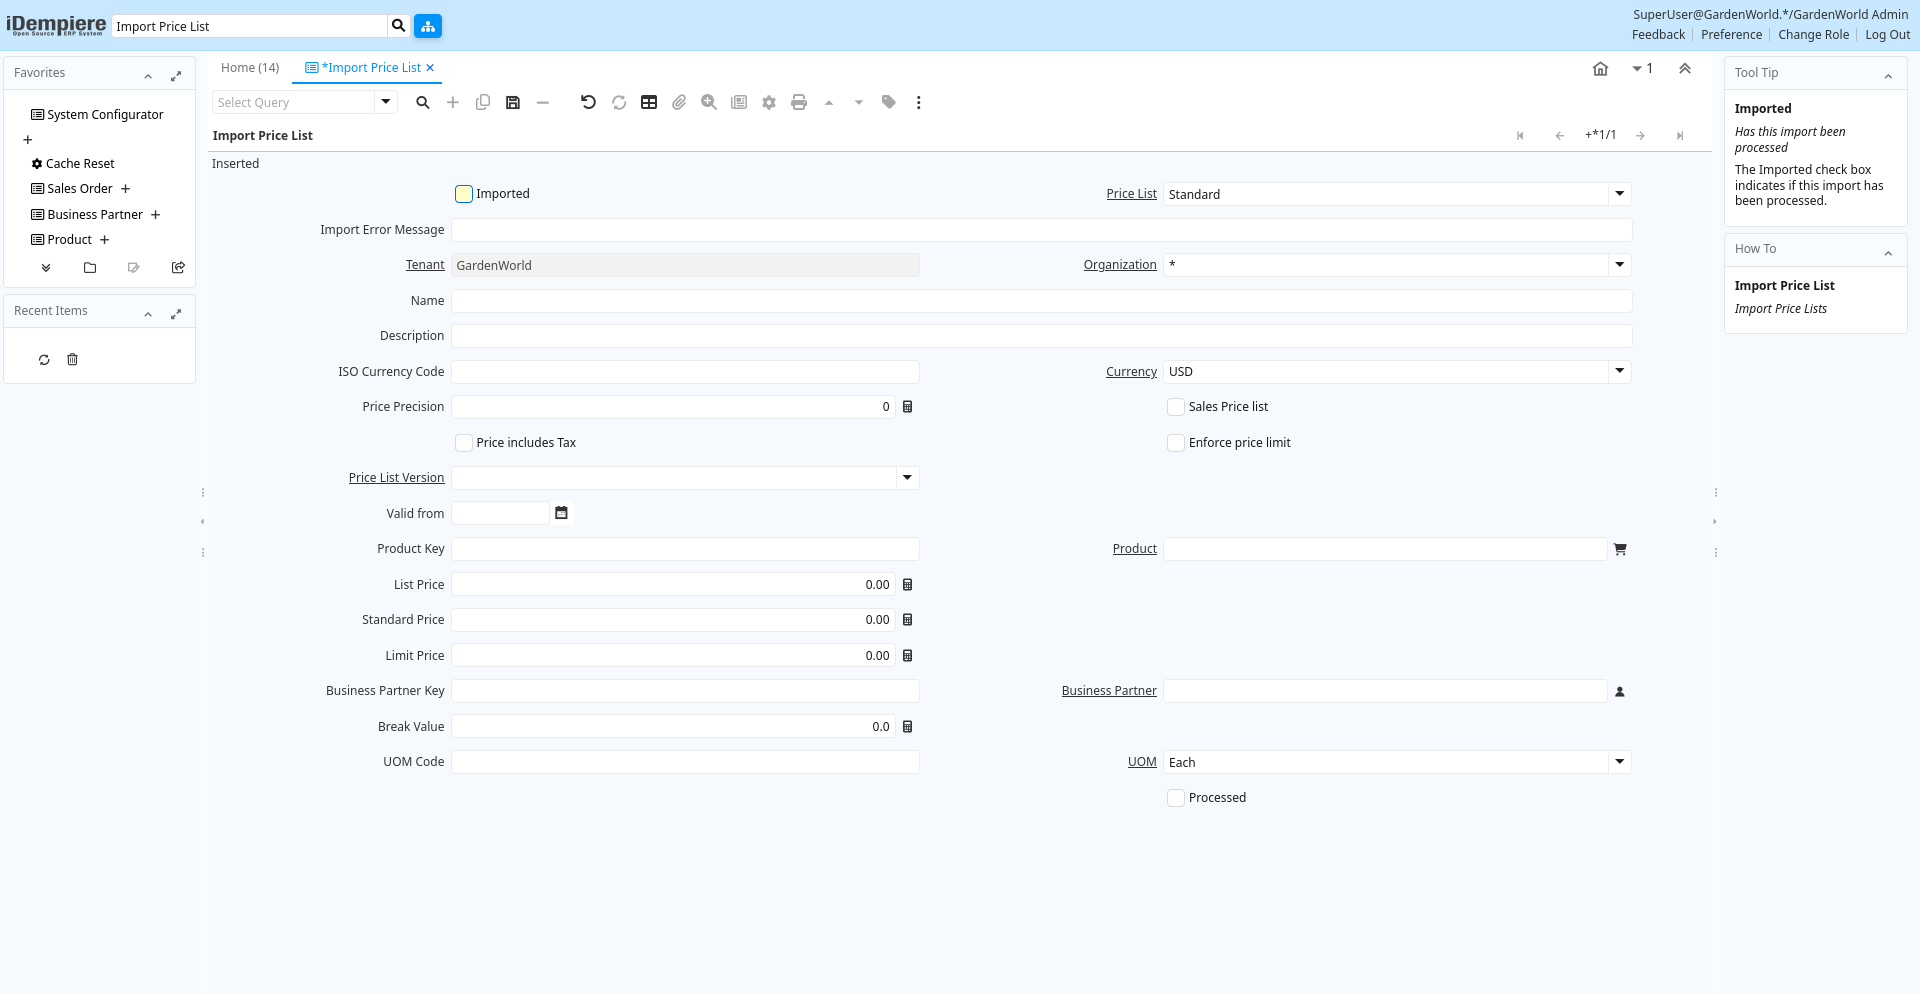 iDempiere
Open Source ERP System
Import Price List
SuperUser@GardenWorld.*/GardenWorld Admin
Feedback Preference Change Role Log Out
Favorites
System Configurator
Cache Reset
Sales Order
Business Partner
Product
Recent Items
Home (14)
*Import Price List
1
Select Query
Import Price List
+*1/1
Inserted
Imported
Price List Standard
Import Error Message
Tenant GardenWorld
Organization *
Name
Description
ISO Currency Code
Currency USD
Price Precision 0
Sales Price list
Price includes Tax
Enforce price limit
Price List Version
Valid from
Product Key
Product
List Price 0.00
Standard Price 0.00
Limit Price 0.00
Business Partner Key
Business Partner
Break Value 0.0
UOM Code
UOM Each
Processed
Tool Tip
Imported
Has this import been
processed
The Imported check box
indicates if this import has
been processed.
How To
Import Price List
Import Price Lists